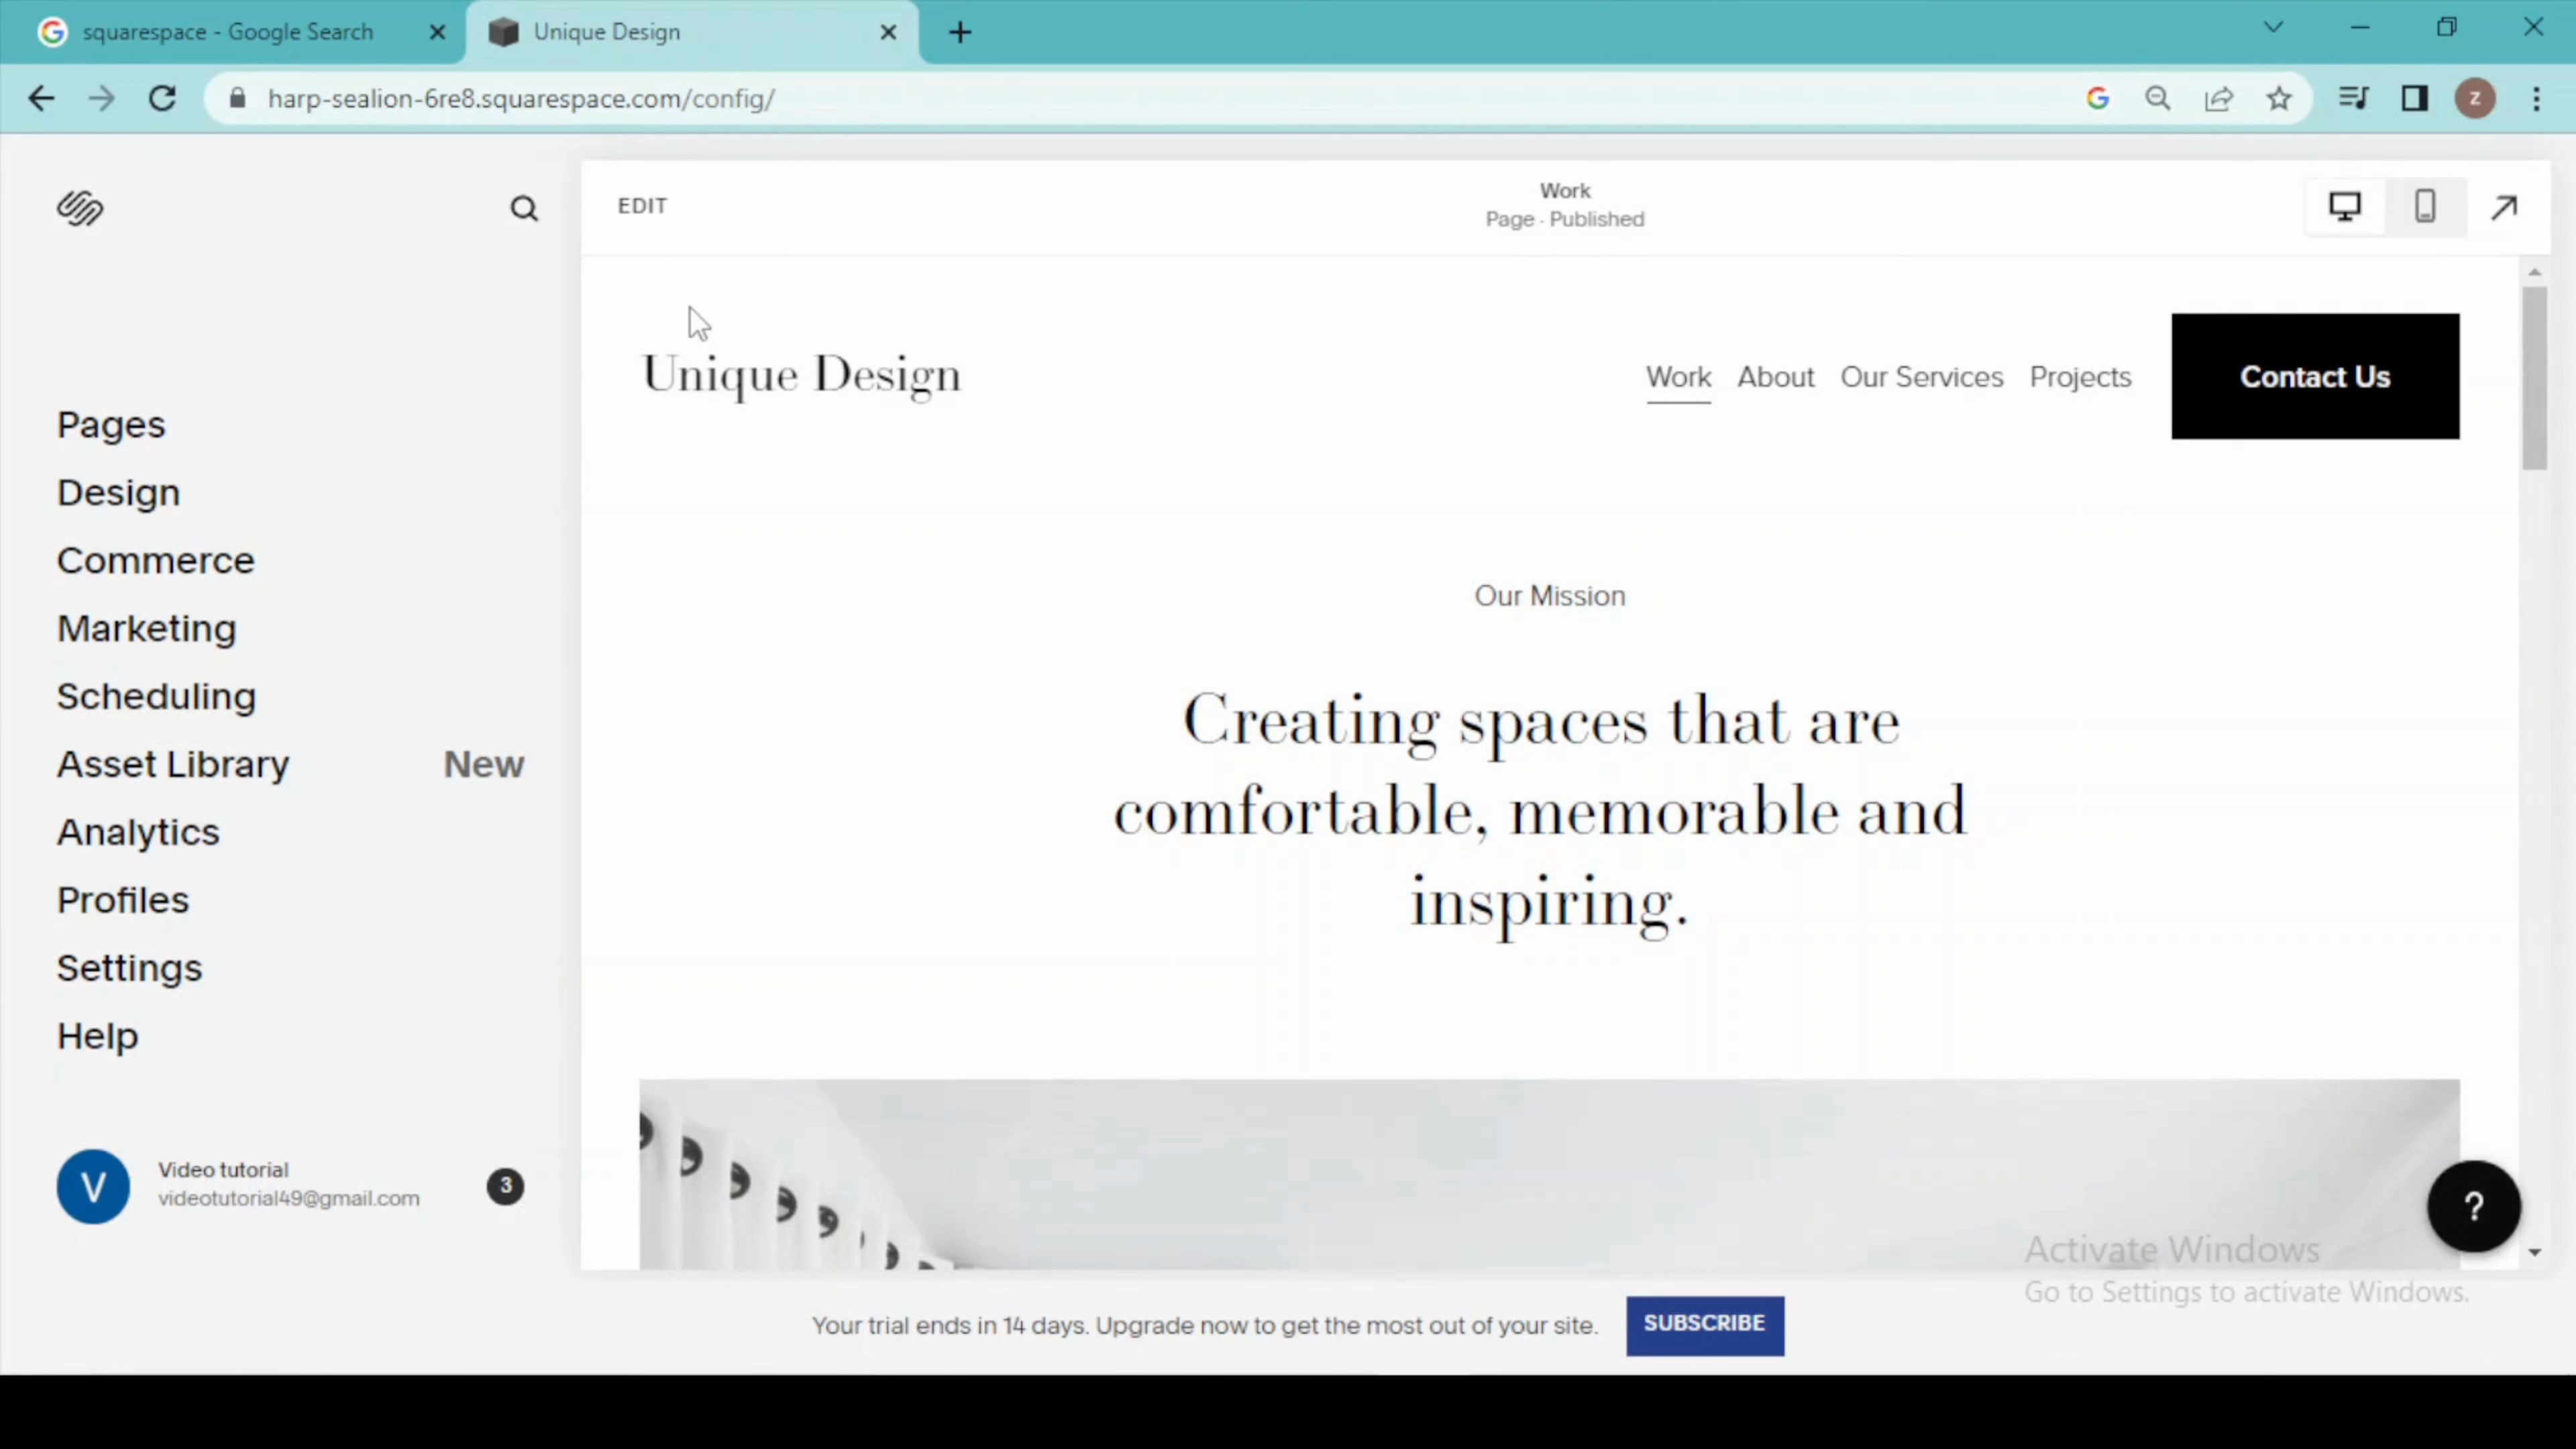 squarespace - Google Search
Unique Design
harp-sealion-6re8.squarespace.com/config/
Z
EDIT
Work
Page · Published
Unique Design
Work About Our Services Projects Contact Us
Pages
Design
Commerce
Marketing
Scheduling
Asset Library New
Analytics
Profiles
Settings
Help
Our Mission
Creating spaces that are
comfortable, memorable and
inspiring.
V
Video tutorial
videotutorial49@gmail.com
3
?
Activate Windows
Go to Settings to activate Windows.
Your trial ends in 14 days. Upgrade now to get the most out of your site.
SUBSCRIBE